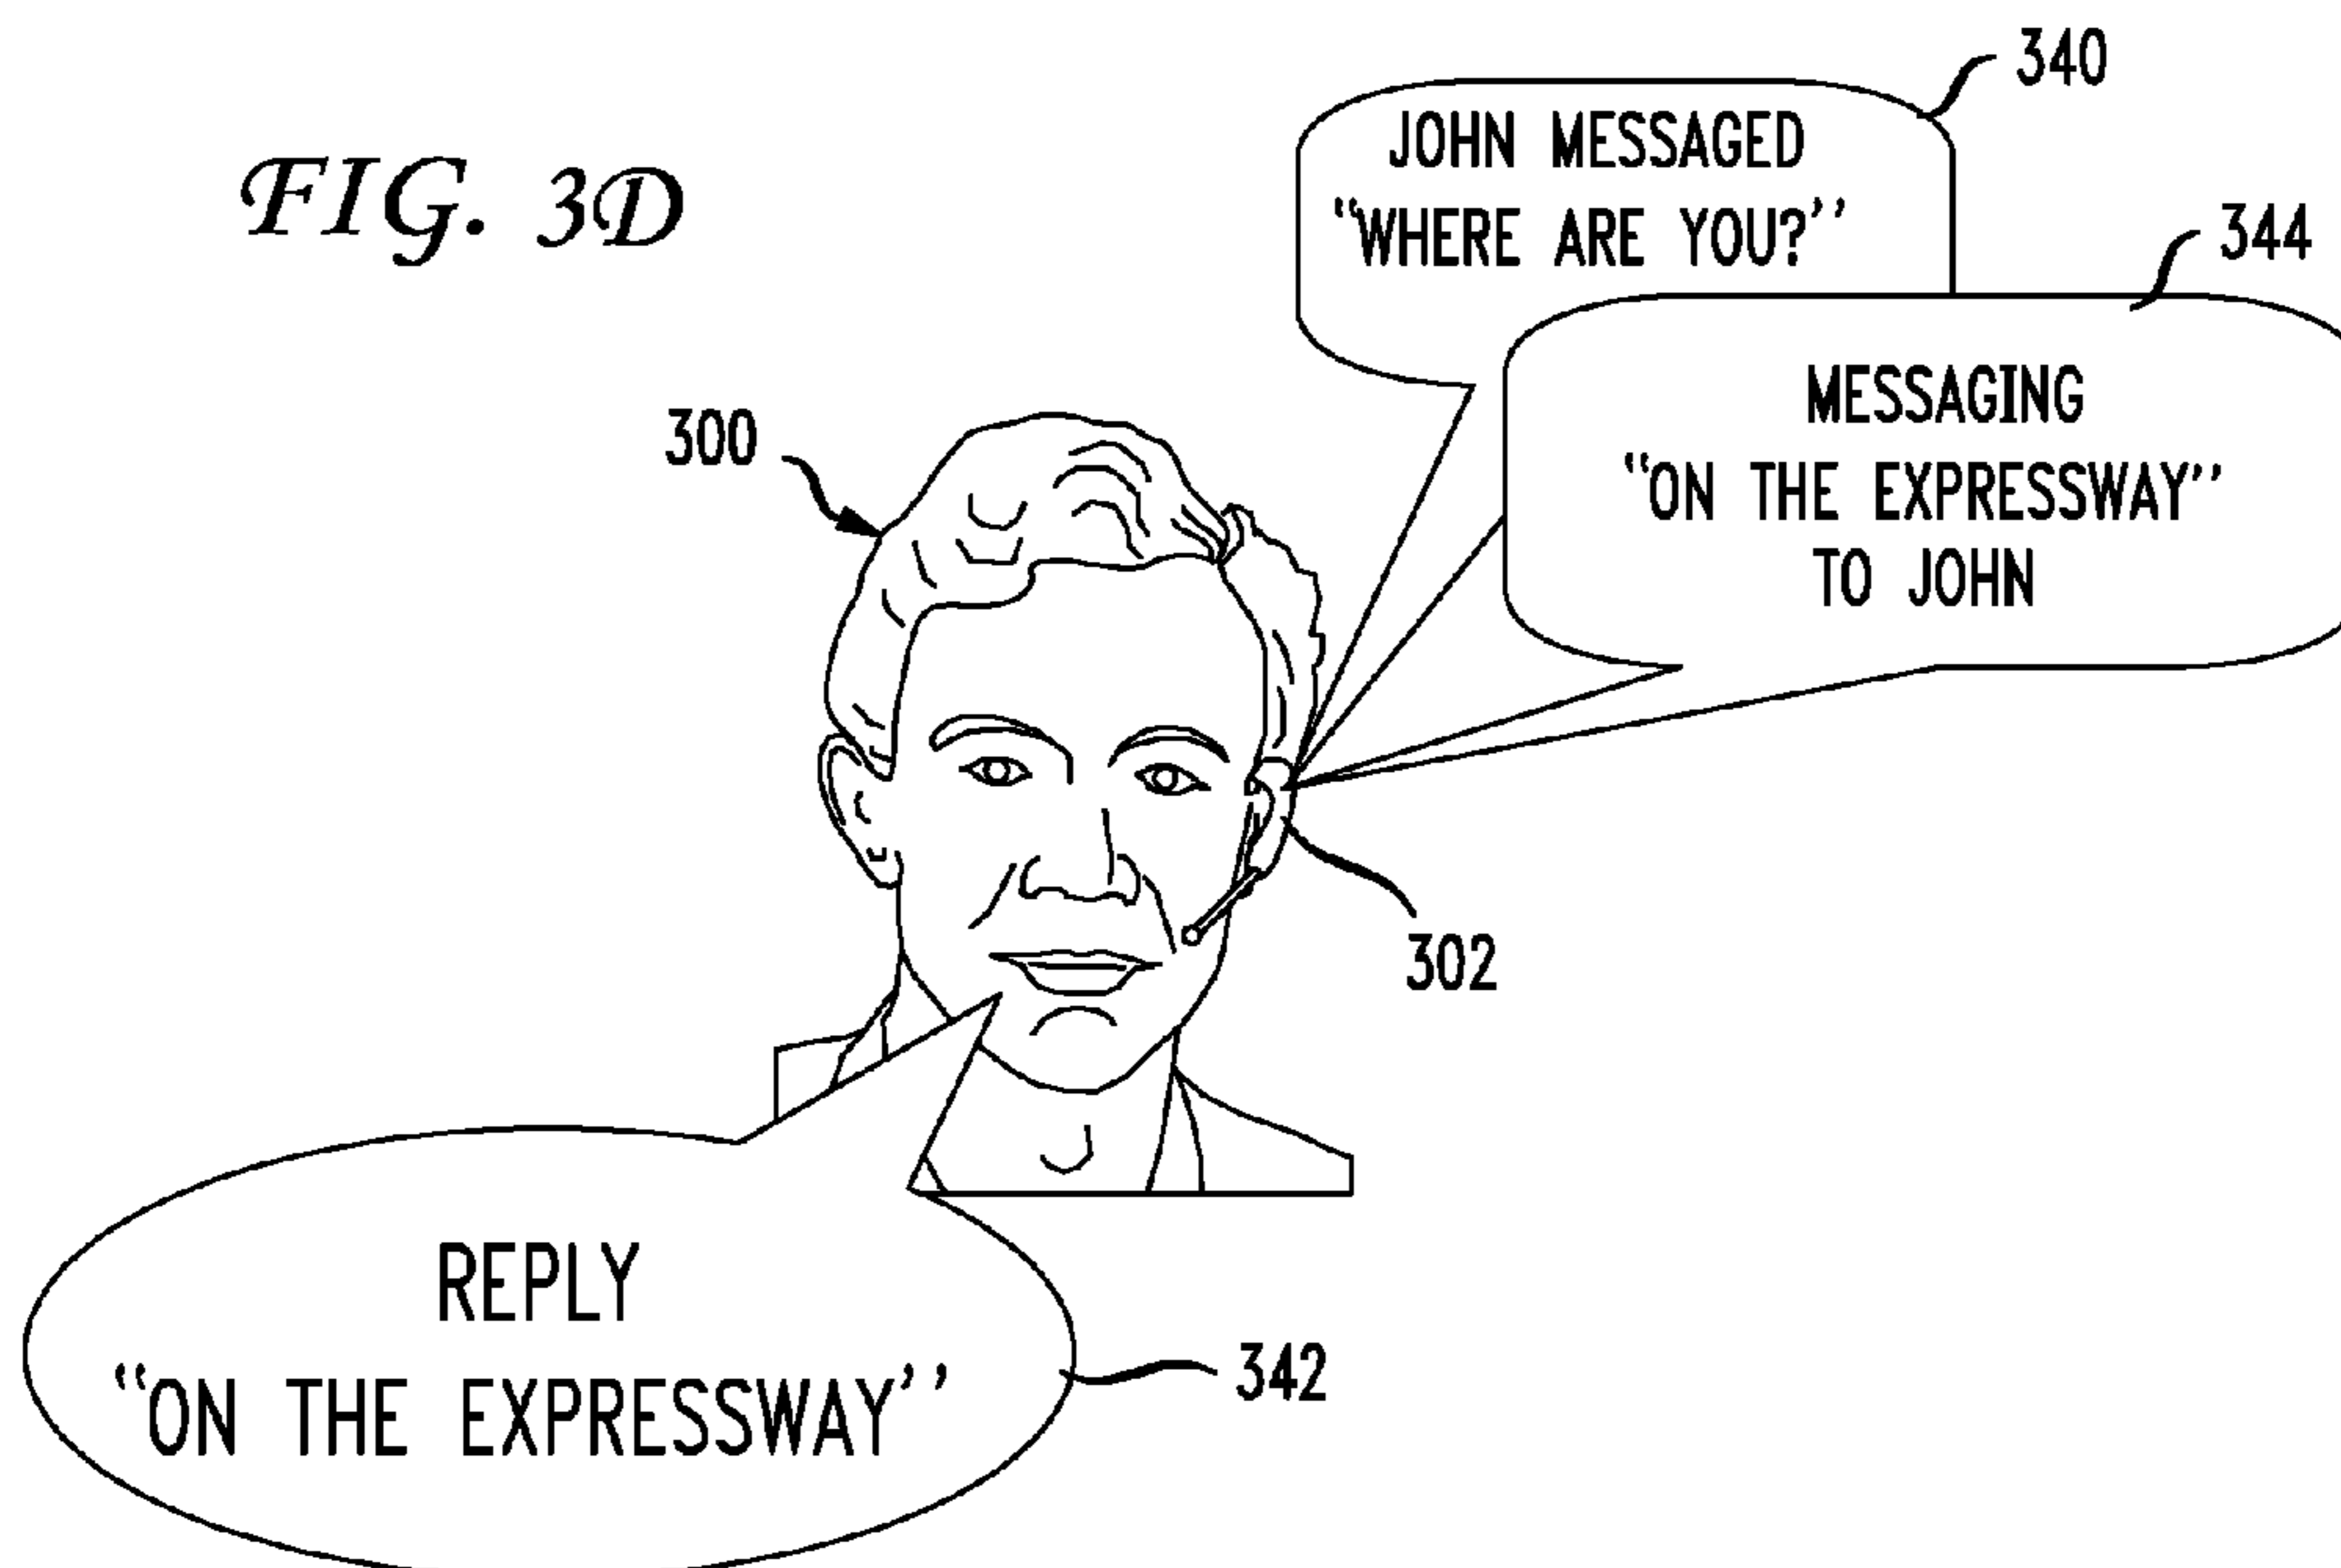 FIG. 3D
340
JOHN MESSAGED
“WHERE ARE YOU?”
344
MESSAGING
“ON THE EXPRESSWAY”
TO JOHN
300
302
REPLY
“ON THE EXPRESSWAY”
342